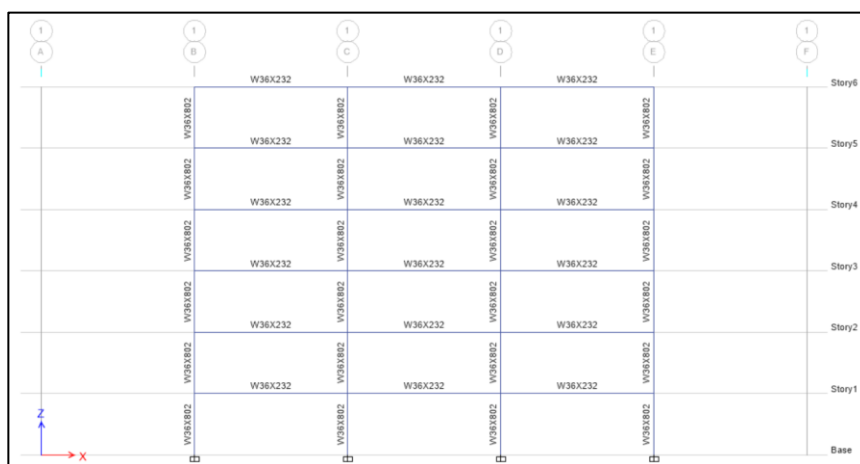 1 1 1 1 1 1
A B C D E F
W36X232 W36X232 W36X232 Story6
W36X802 W36X802 W36X802 W36X802
W36X232 W36X232 W36X232 Story5
W36X802 W36X802 W36X802 W36X802
W36X232 W36X232 W36X232 Story4
W36X802 W36X802 W36X802 W36X802
W36X232 W36X232 W36X232 Story3
W36X802 W36X802 W36X802 W36X802
W36X232 W36X232 W36X232 Story2
W36X802 W36X802 W36X802 W36X802
W36X232 W36X232 W36X232 Story1
W36X802 W36X802 W36X802 W36X802
Z
X Base